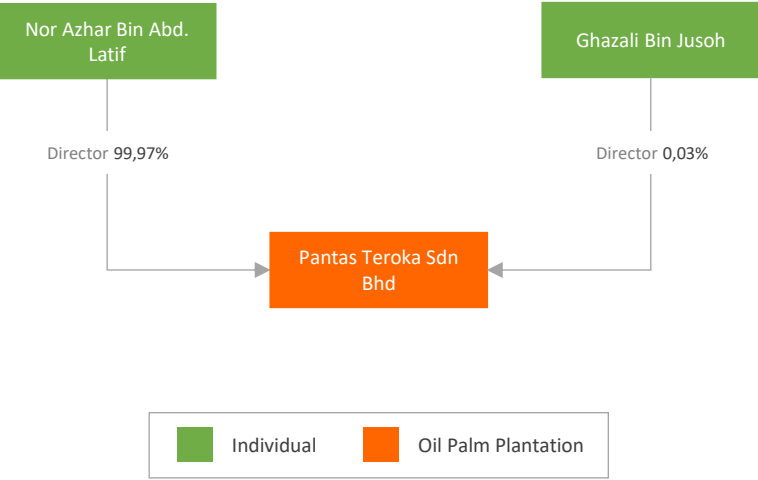 Nor Azhar Bin Abd.
Latif
Ghazali Bin Jusoh
Director 99,97%
Director 0,03%
Pantas Teroka Sdn
Bhd
Individual
Oil Palm Plantation